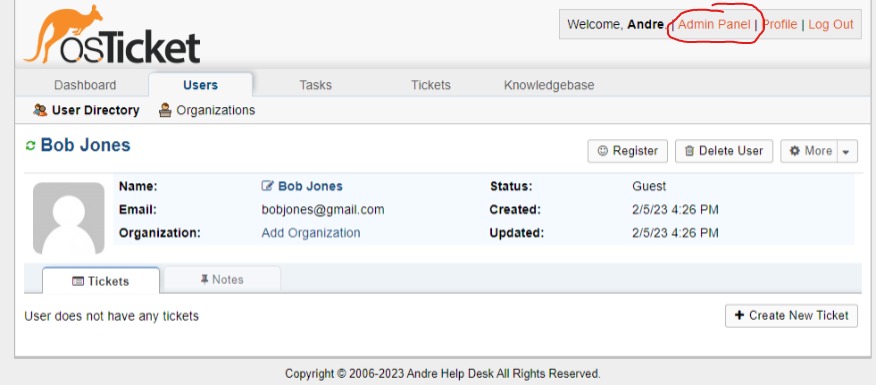 osTicket
Welcome, Andre. | Admin Panel | Profile | Log Out
Dashboard Users Tasks Tickets Knowledgebase
User Directory Organizations
Bob Jones
Register Delete User More
Name: Bob Jones Status: Guest
Email: bobjones@gmail.com Created: 2/5/23 4:26 PM
Organization: Add Organization Updated: 2/5/23 4:26 PM
Tickets Notes
User does not have any tickets Create New Ticket
Copyright © 2006-2023 Andre Help Desk All Rights Reserved.